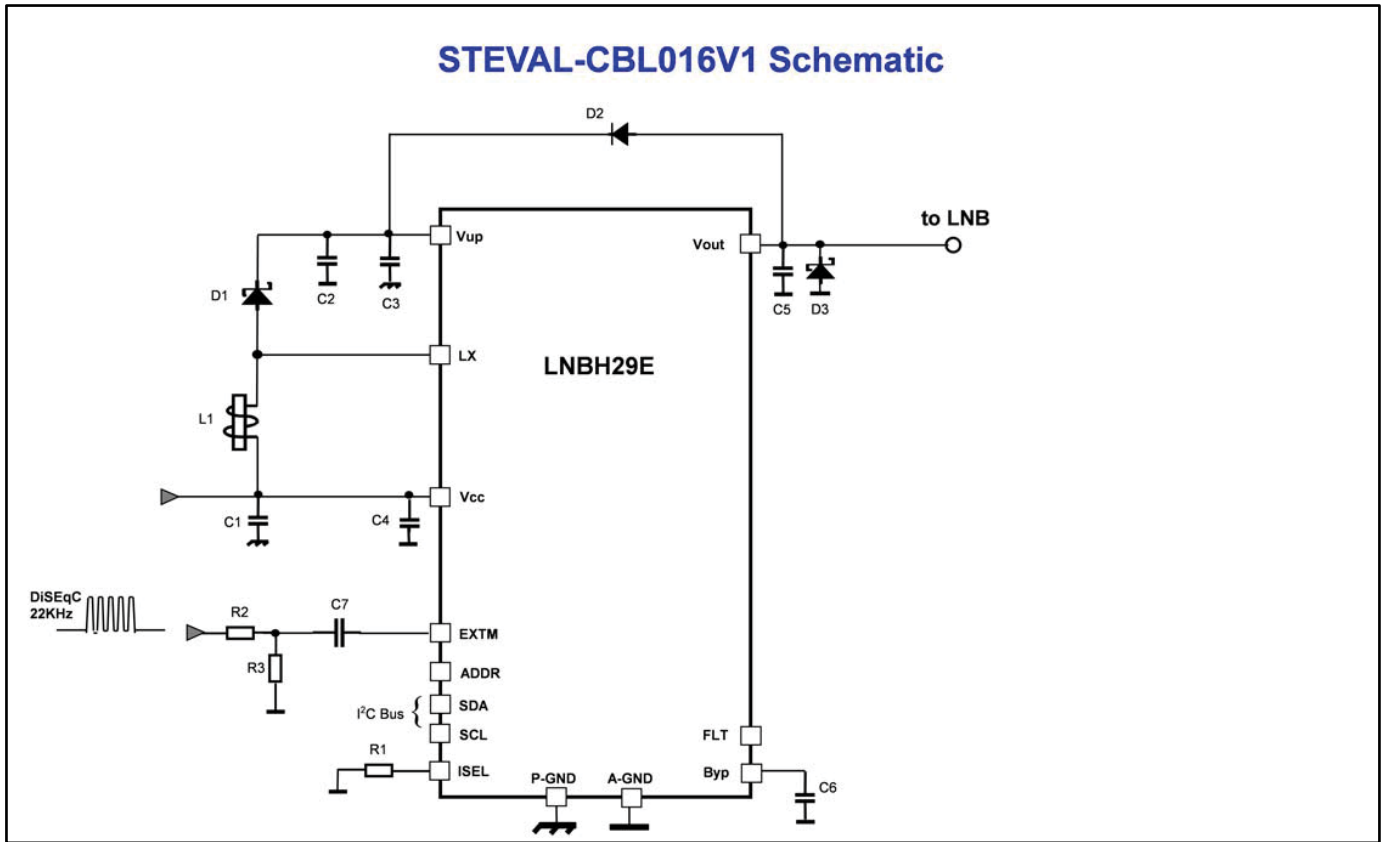 STEVAL-CBL016V1 Schematic
D2
to LNB
Vup
Vout
D1
C2
C3
C5
D3
LX
LNBH29E
L1
Vcc
C1
C4
DiSEqC
22KHz
R2
C7
EXTM
R3
ADDR
I²C Bus {
SDA
SCL
FLT
R1
ISEL
P-GND
A-GND
Byp
C6